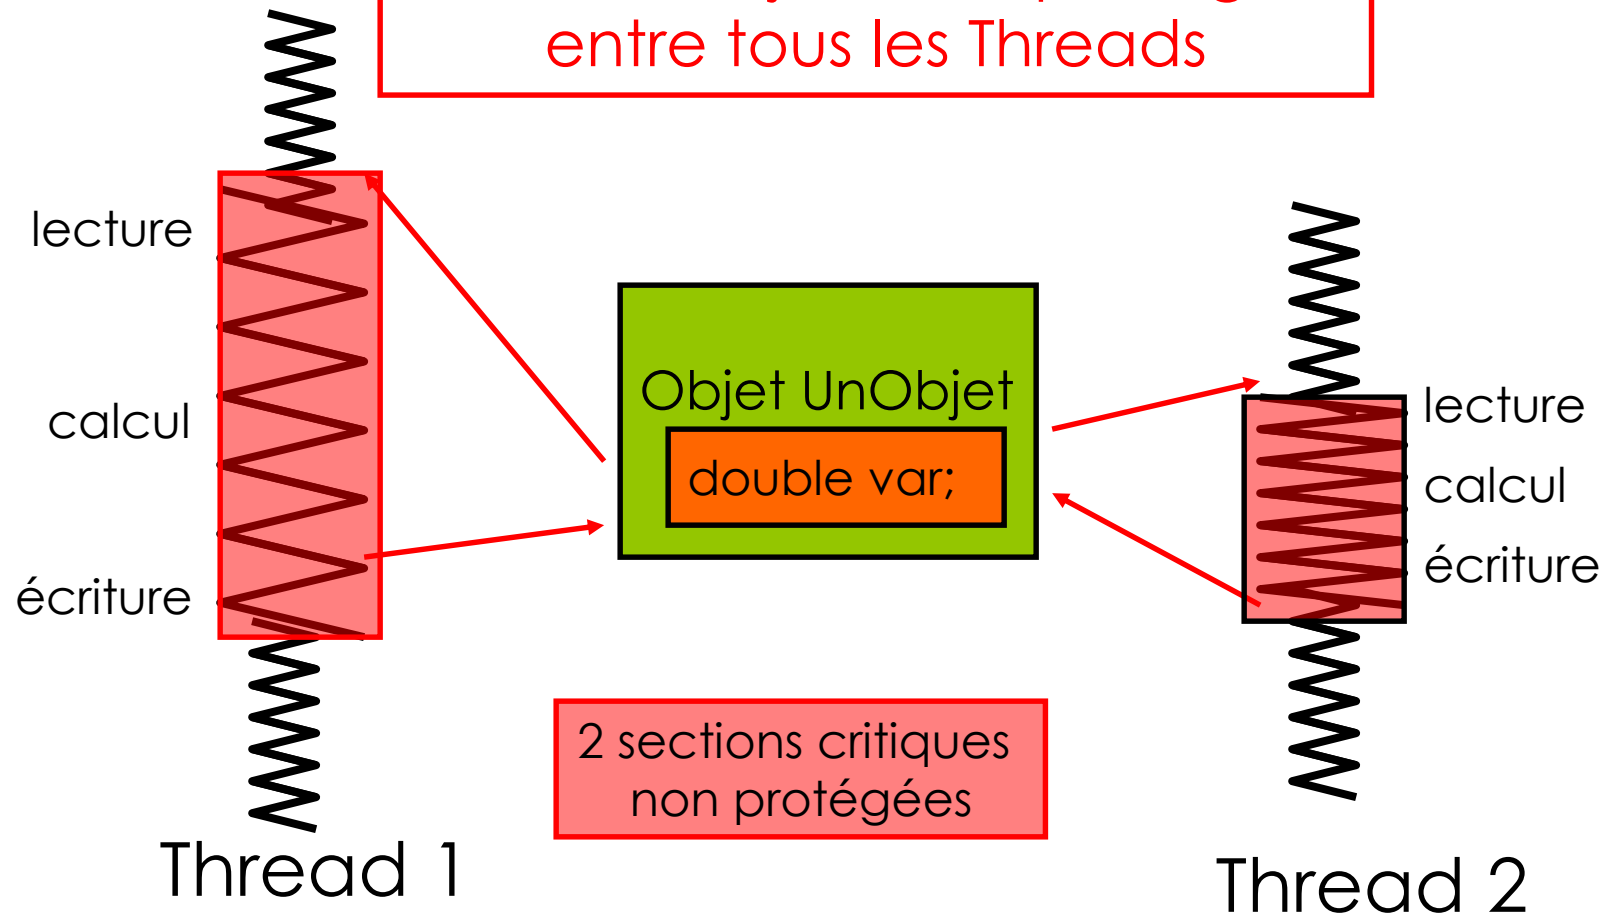 entre tous les Threads
lecture
calcul
écriture
Objet UnObjet
double var;
lecture
calcul
écriture
2 sections critiques
non protégées
Thread 1
Thread 2